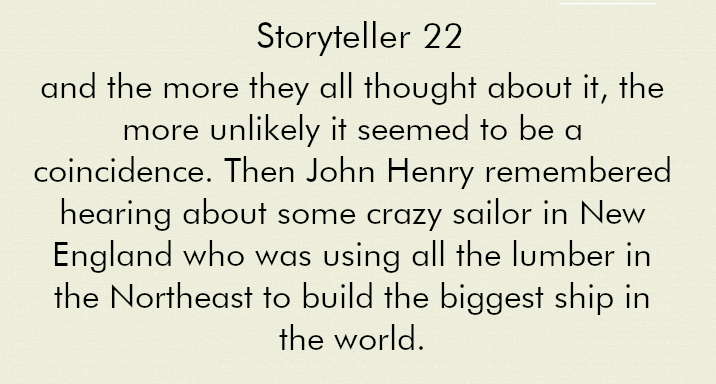 Storyteller 22
and the more they all thought about it, the
more unlikely it seemed to be a
coincidence. Then John Henry remembered
hearing about some crazy sailor in New
England who was using all the lumber in
the Northeast to build the biggest ship in
the world.